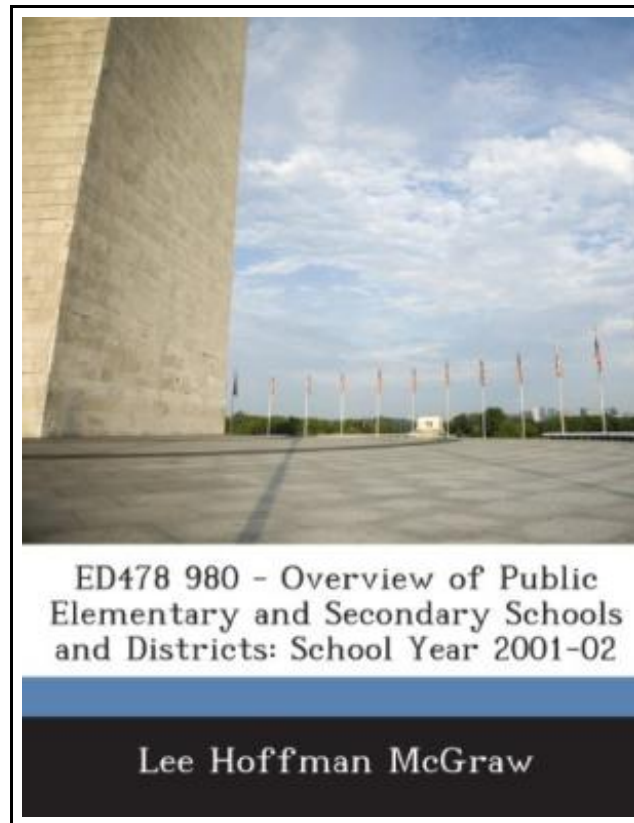 ED478 980 - Overview of Public
Elementary and Secondary Schools
and Districts: School Year 2001-02
Lee Hoffman McGraw